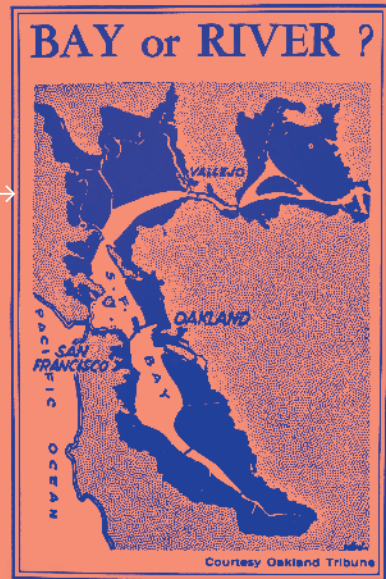 BAY or RIVER ?
VALLEJO
S. F.
BAY
OAKLAND
SAN
FRANCISCO
PACIFIC OCEAN
Courtesy Oakland Tribune